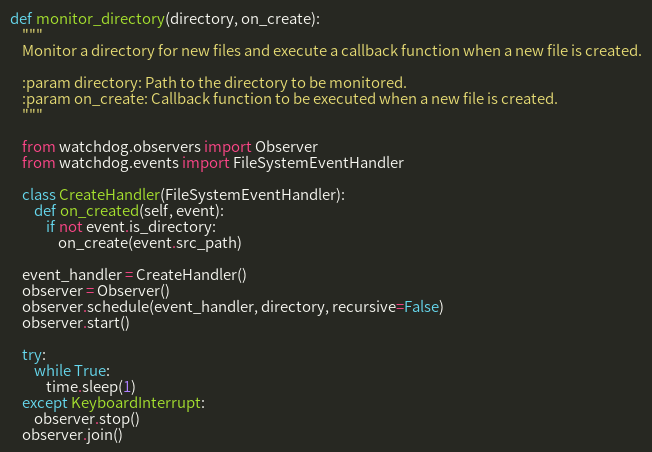 def monitor_directory(directory, on_create):
    """
    Monitor a directory for new files and execute a callback function when a new file is created.

    :param directory: Path to the directory to be monitored.
    :param on_create: Callback function to be executed when a new file is created.
    """

    from watchdog.observers import Observer
    from watchdog.events import FileSystemEventHandler

    class CreateHandler(FileSystemEventHandler):
        def on_created(self, event):
            if not event.is_directory:
                on_create(event.src_path)

    event_handler = CreateHandler()
    observer = Observer()
    observer.schedule(event_handler, directory, recursive=False)
    observer.start()

    try:
        while True:
            time.sleep(1)
    except KeyboardInterrupt:
        observer.stop()
    observer.join()